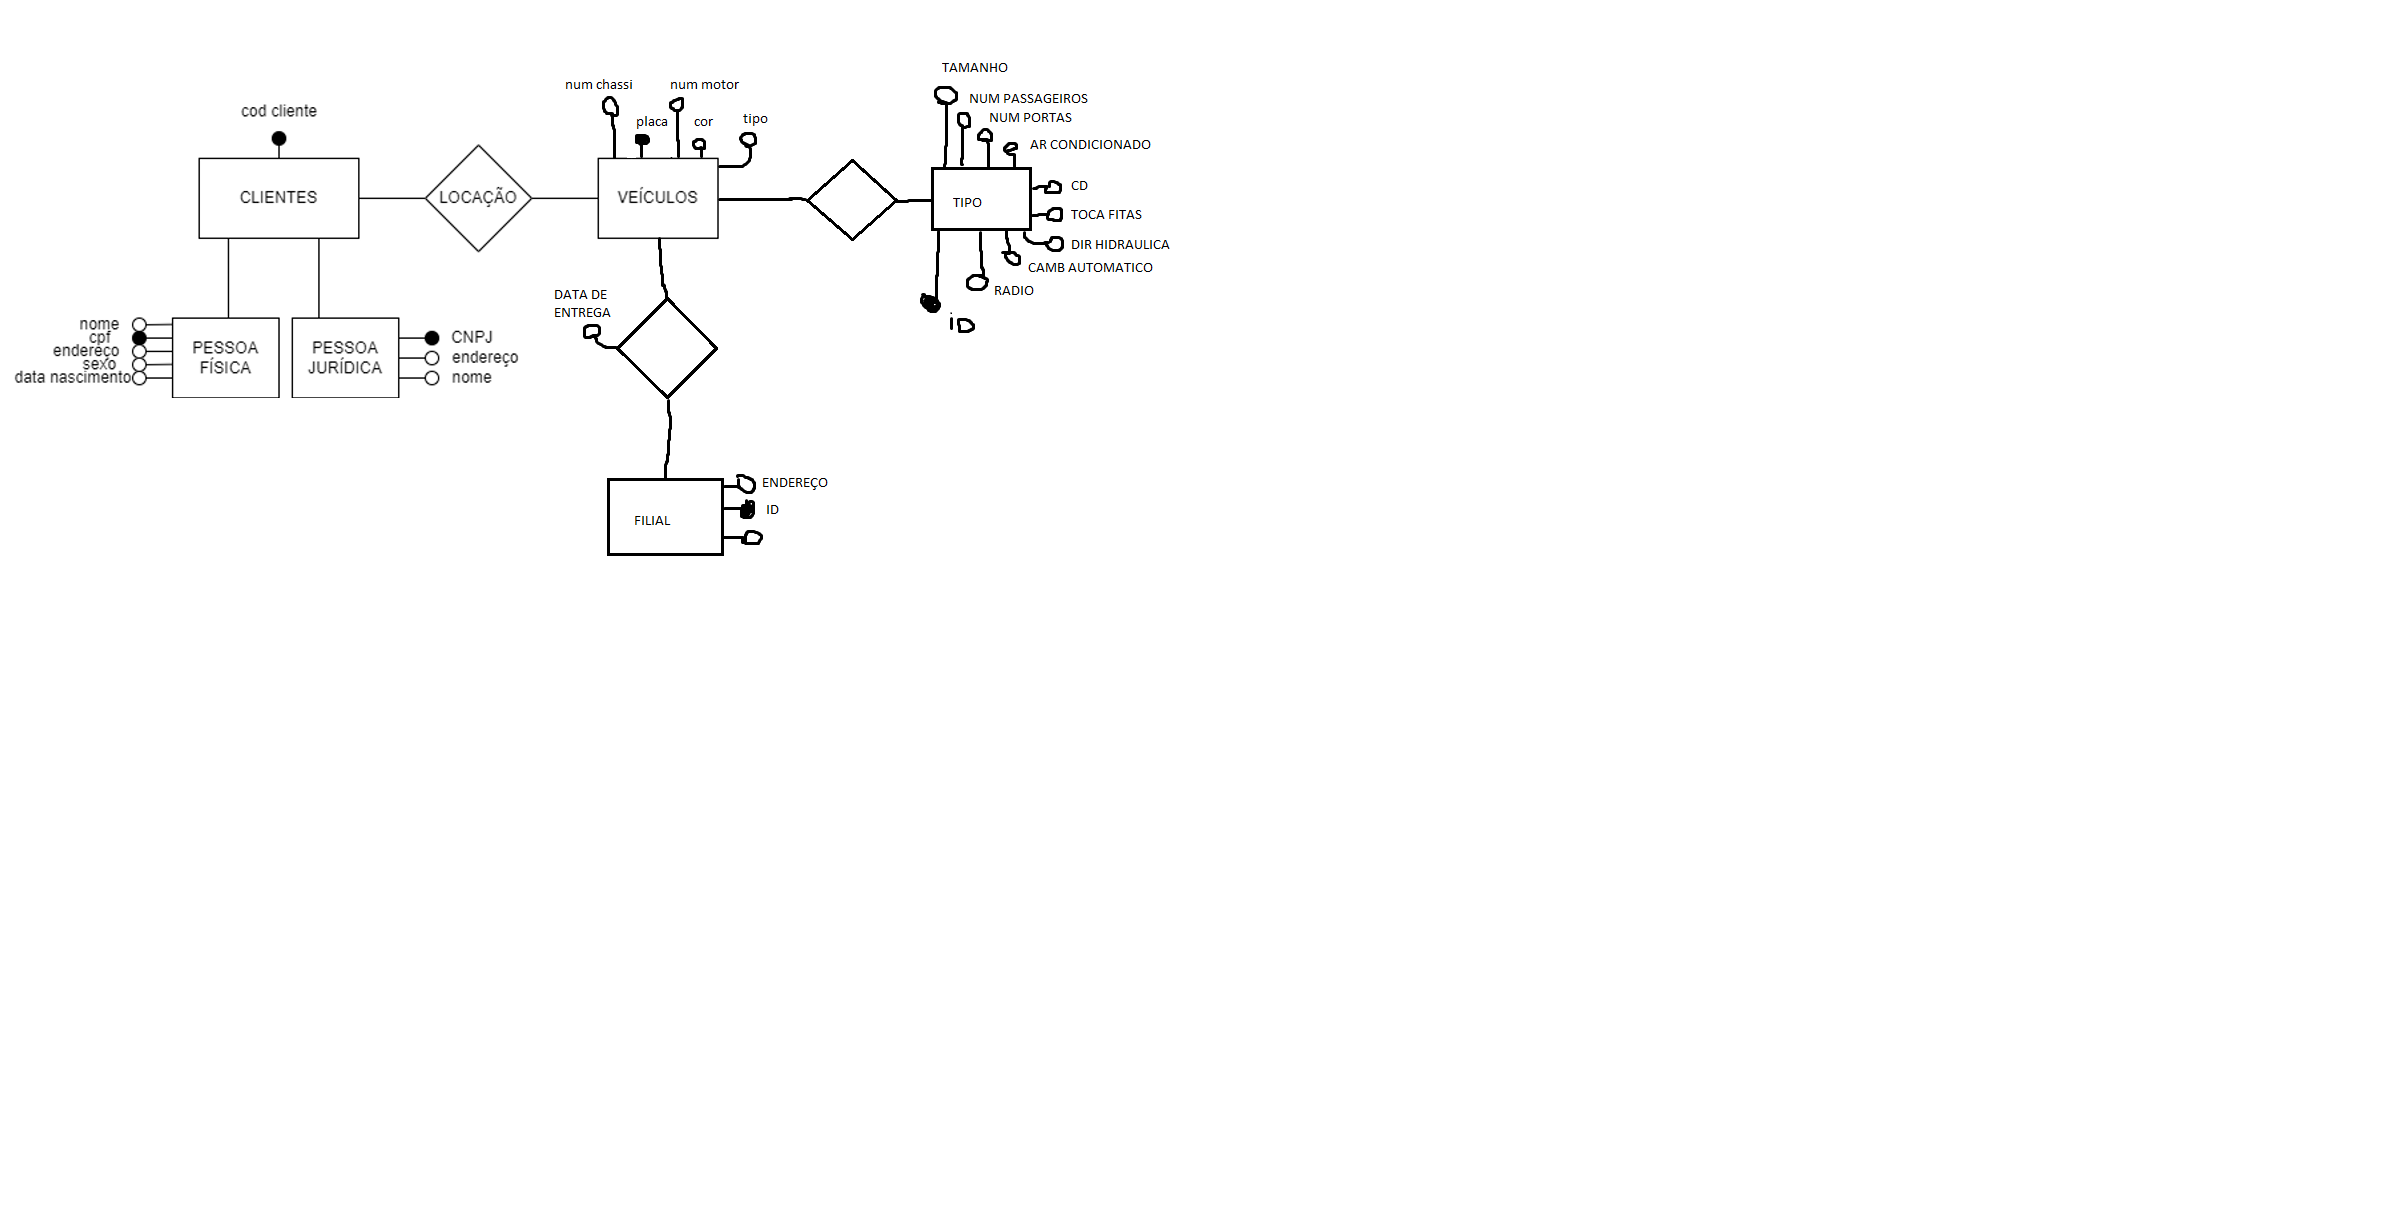 TAMANHO
num chassi
num motor
NUM PASSAGEIROS
cod cliente
placa
cor
tipo
NUM PORTAS
AR CONDICIONADO
CLIENTES
LOCAÇÃO
VEÍCULOS
TIPO
CD
TOCA FITAS
DIR HIDRAULICA
CAMB AUTOMATICO
RADIO
iD
DATA DE
ENTREGA
nome
cpf
endereço
sexo
data nascimento
PESSOA
FÍSICA
PESSOA
JURÍDICA
CNPJ
endereço
nome
FILIAL
ENDEREÇO
ID